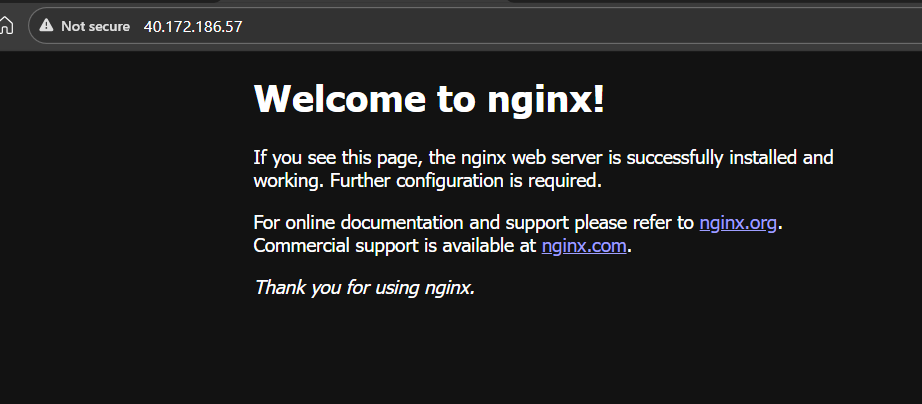 Not secure 40.172.186.57
Welcome to nginx!
If you see this page, the nginx web server is successfully installed and
working. Further configuration is required.
For online documentation and support please refer to nginx.org.
Commercial support is available at nginx.com.
Thank you for using nginx.